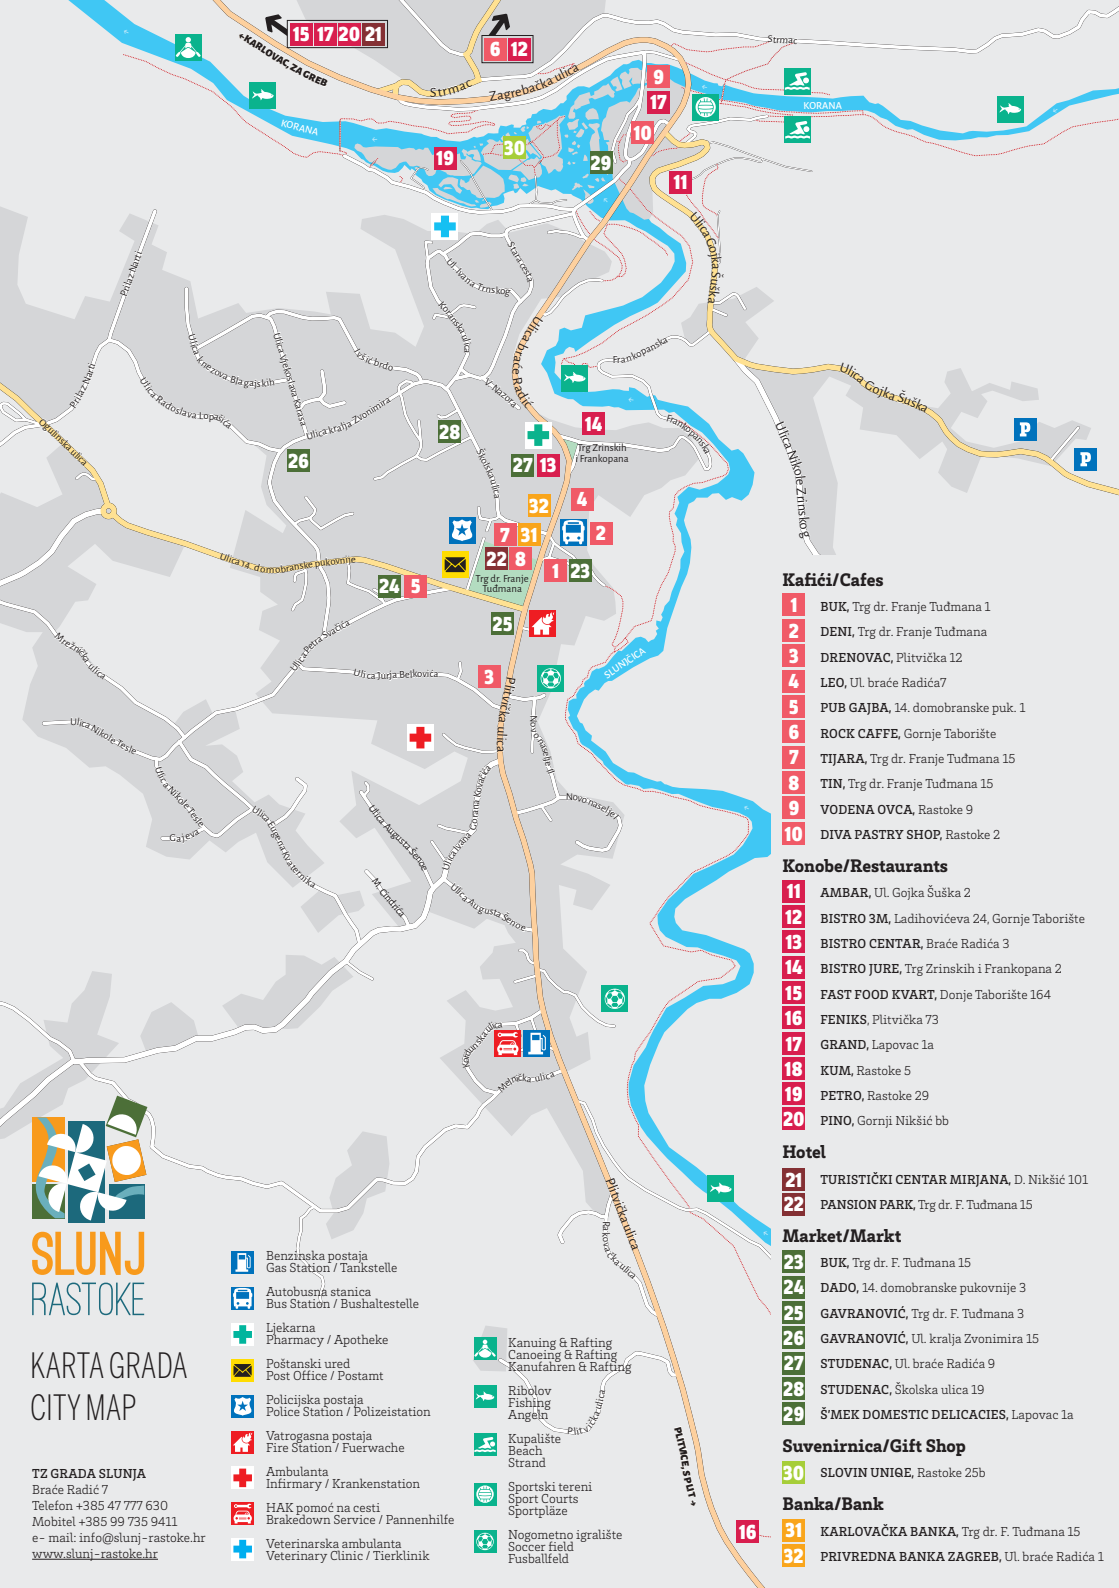 15 17 20 21
6 12
←KARLOVAC, ZAGREB
Strmac
Zagrebačka ulica
Strmac
9
17
10
KORANA
KORANA
19
30
29
11
Ulica Gojka Šuška
Prilaz Narti
Ul. Ivana Trnskog
Stara cesta
Koranska ulica
Ulica braće Radić
Ulica knezova Blagajskih
Ulica Vjekoslava Karasa
Ješić brdo
V. Nazora
Frankopanska
Ulica Gojka Šuška
Prilaz Narti
Ulica Radoslava Lopašića
Ulica kralja Zvonimira
Ogulinska ulica
28
14
Frankopanska
Trg Zrinskih
i Frankopana
Ulica Nikole Zrinskog
P
P
26
Školska ulica
27 13
32
4
7 31
2
22 8
1 23
Trg dr. Franje
Tuđmana
Ulica 14. domobranske pukovnije
24 5
25
Mrežnička ulica
Ulica Petra Svačića
Ulica Jurja Belkovića
3
SLUNJČICA
Plitvička ulica
Novo naselje II
Ulica Nikole Tesle
Ulica Nikole Tesle
Gajeva
Ulica Eugena Kvaternika
Ulica Augusta Šenoe
Ulica Ivana Gorana Kovačića
Novo naselje I
M. Cindrića
Ulica Augusta Šenoe
Kordunska ulica
Melnička ulica
Plitvička ulica
Rakovačka ulica
Plitvička ulica
PLITVICE, SPLIT →
16
Kafići/Cafes
1 BUK, Trg dr. Franje Tuđmana 1
2 DENI, Trg dr. Franje Tuđmana
3 DRENOVAC, Plitvička 12
4 LEO, Ul. braće Radića7
5 PUB GAJBA, 14. domobranske puk. 1
6 ROCK CAFFE, Gornje Taborište
7 TIJARA, Trg dr. Franje Tuđmana 15
8 TIN, Trg dr. Franje Tuđmana 15
9 VODENA OVCA, Rastoke 9
10 DIVA PASTRY SHOP, Rastoke 2
Konobe/Restaurants
11 AMBAR, Ul. Gojka Šuška 2
12 BISTRO 3M, Ladihovićeva 24, Gornje Taborište
13 BISTRO CENTAR, Braće Radića 3
14 BISTRO JURE, Trg Zrinskih i Frankopana 2
15 FAST FOOD KVART, Donje Taborište 164
16 FENIKS, Plitvička 73
17 GRAND, Lapovac 1a
18 KUM, Rastoke 5
19 PETRO, Rastoke 29
20 PINO, Gornji Nikšić bb
Hotel
21 TURISTIČKI CENTAR MIRJANA, D. Nikšić 101
22 PANSION PARK, Trg dr. F. Tuđmana 15
Market/Markt
23 BUK, Trg dr. F. Tuđmana 15
24 DADO, 14. domobranske pukovnije 3
25 GAVRANOVIĆ, Trg dr. F. Tuđmana 3
26 GAVRANOVIĆ, Ul. kralja Zvonimira 15
27 STUDENAC, Ul. braće Radića 9
28 STUDENAC, Školska ulica 19
29 Š'MEK DOMESTIC DELICACIES, Lapovac 1a
Suvenirnica/Gift Shop
30 SLOVIN UNIQE, Rastoke 25b
Banka/Bank
31 KARLOVAČKA BANKA, Trg dr. F. Tuđmana 15
32 PRIVREDNA BANKA ZAGREB, Ul. braće Radića 1
SLUNJ
RASTOKE
KARTA GRADA
CITY MAP
TZ GRADA SLUNJA
Braće Radić 7
Telefon +385 47 777 630
Mobitel +385 99 735 9411
e- mail: info@slunj-rastoke.hr
www.slunj-rastoke.hr
Benzinska postaja
Gas Station / Tankstelle
Autobusna stanica
Bus Station / Bushaltestelle
Ljekarna
Pharmacy / Apotheke
Poštanski ured
Post Office / Postamt
Policijska postaja
Police Station / Polizeistation
Vatrogasna postaja
Fire Station / Fuerwache
Ambulanta
Infirmary / Krankenstation
HAK pomoć na cesti
Brakedown Service / Pannenhilfe
Veterinarska ambulanta
Veterinary Clinic / Tierklinik
Kanuing & Rafting
Canoeing & Rafting
Kanufahren & Rafting
Ribolov
Fishing
Angeln
Kupalište
Beach
Strand
Sportski tereni
Sport Courts
Sportpläze
Nogometno igralište
Soccer field
Fusballfeld